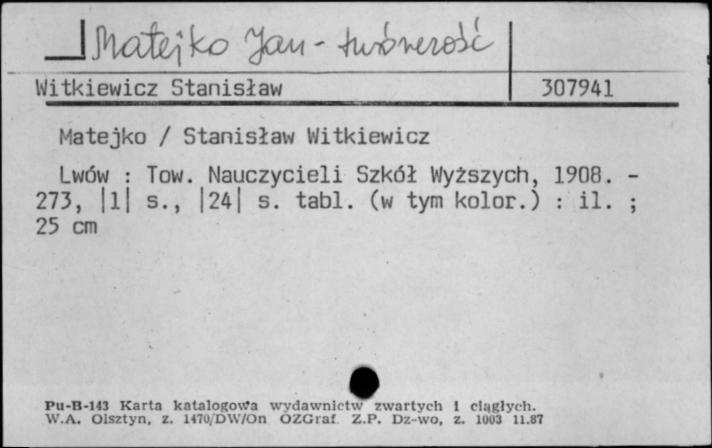 Matejko Jan - twórczość
Witkiewicz Stanisław 307941
Matejko / Stanisław Witkiewicz
Lwów : Tow. Nauczycieli Szkół Wyższych, 1908. -
273, |1| s., |24| s. tabl. (w tym kolor.) : il. ;
25 cm
Pu-B-143 Karta katalogowa wydawnictw zwartych i ciągłych.
W.A. Olsztyn, z. 1470/DW/On OZGraf. Z.P. Dz-wo, z. 1003 11.87